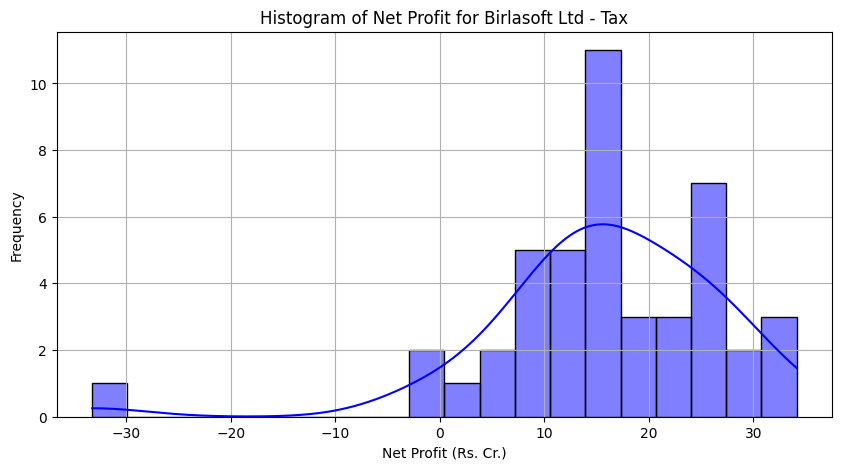 Histogram of Net Profit for Birlasoft Ltd - Tax
Frequency
10
8
6
4
2
0
−30 −20 −10 0 10 20 30
Net Profit (Rs. Cr.)